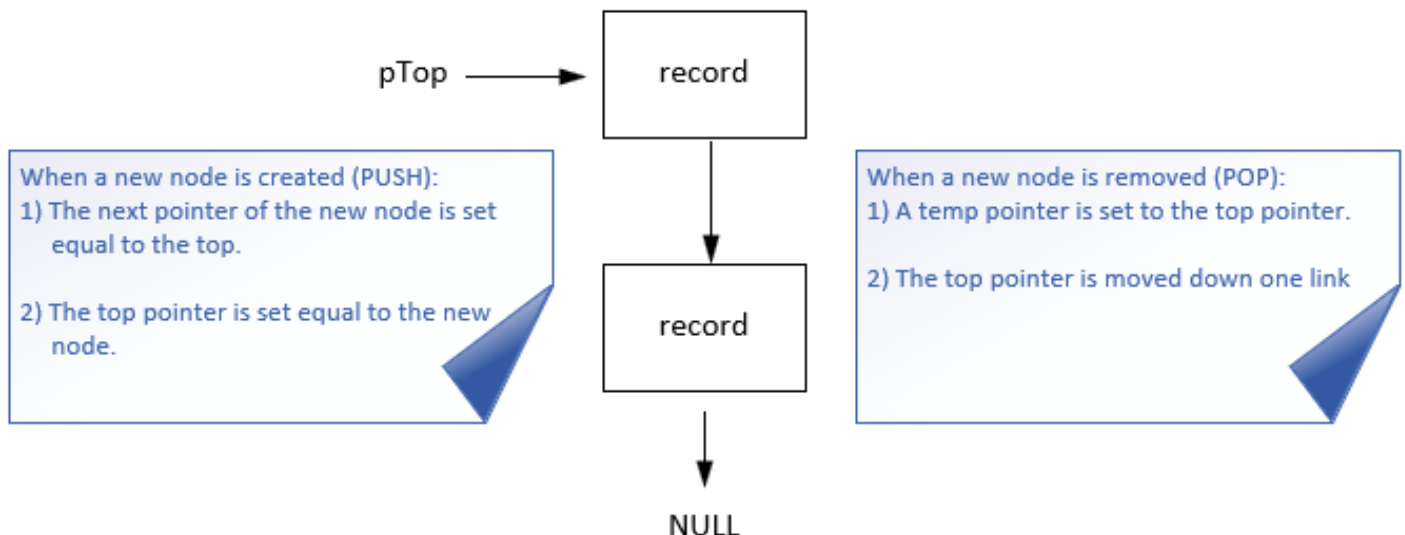 pTop
record
When a new node is created (PUSH):
1) The next pointer of the new node is set
equal to the top.
2) The top pointer is set equal to the new
node.
When a new node is removed (POP):
1) A temp pointer is set to the top pointer.
2) The top pointer is moved down one link
record
NULL